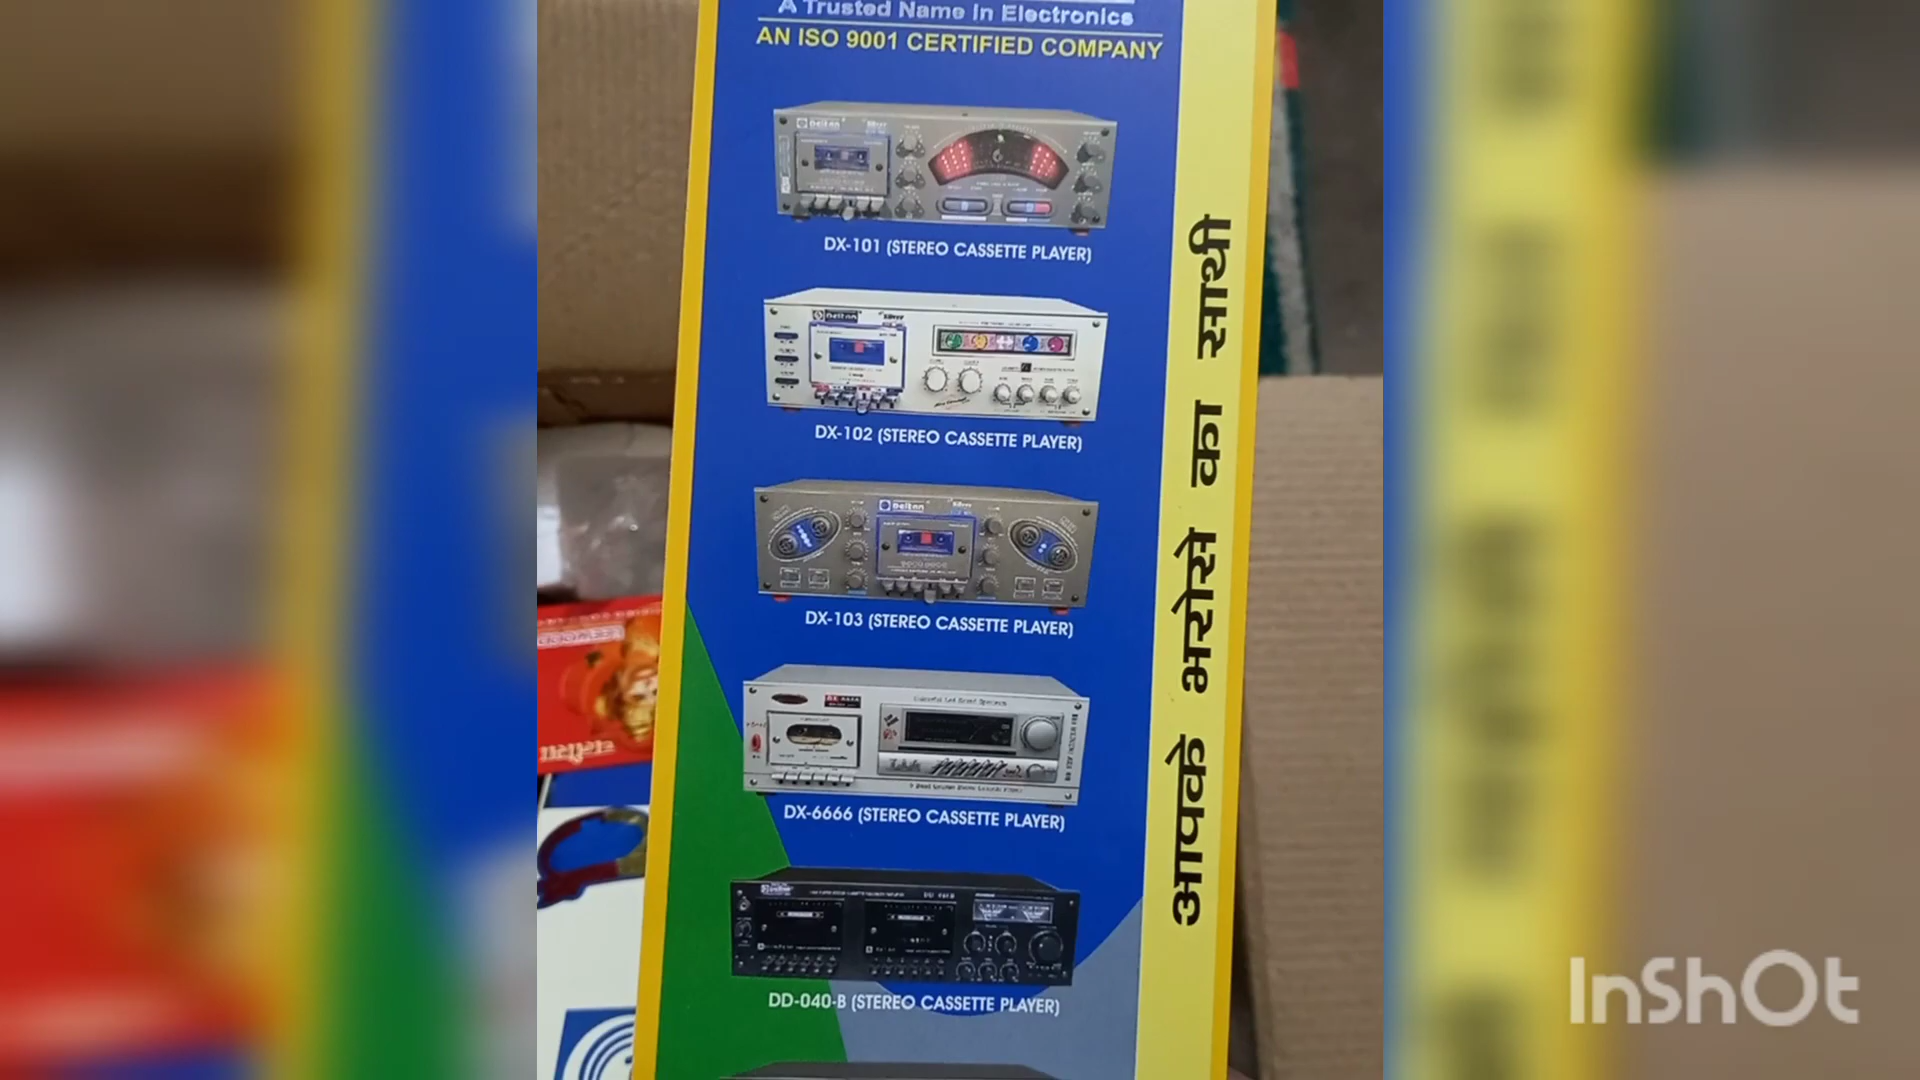 A Trusted Name in Electronics
AN ISO 9001 CERTIFIED COMPANY
DX-101 (STEREO CASSETTE PLAYER)
DX-102 (STEREO CASSETTE PLAYER)
DX-103 (STEREO CASSETTE PLAYER)
DX-6666 (STEREO CASSETTE PLAYER)
DD-040-B (STEREO CASSETTE PLAYER)
आपके भरोसे का साथी
InShOt